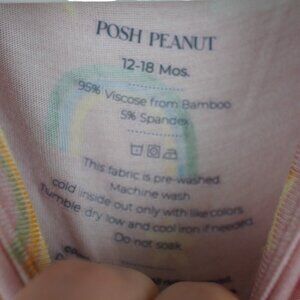 POSH PEANUT
12-18 Mos.
95% Viscose from Bamboo
5% Spandex
This fabric is pre-washed.
Machine wash
cold inside out only with like colors.
Tumble dry low and cool iron if needed.
Do not soak.